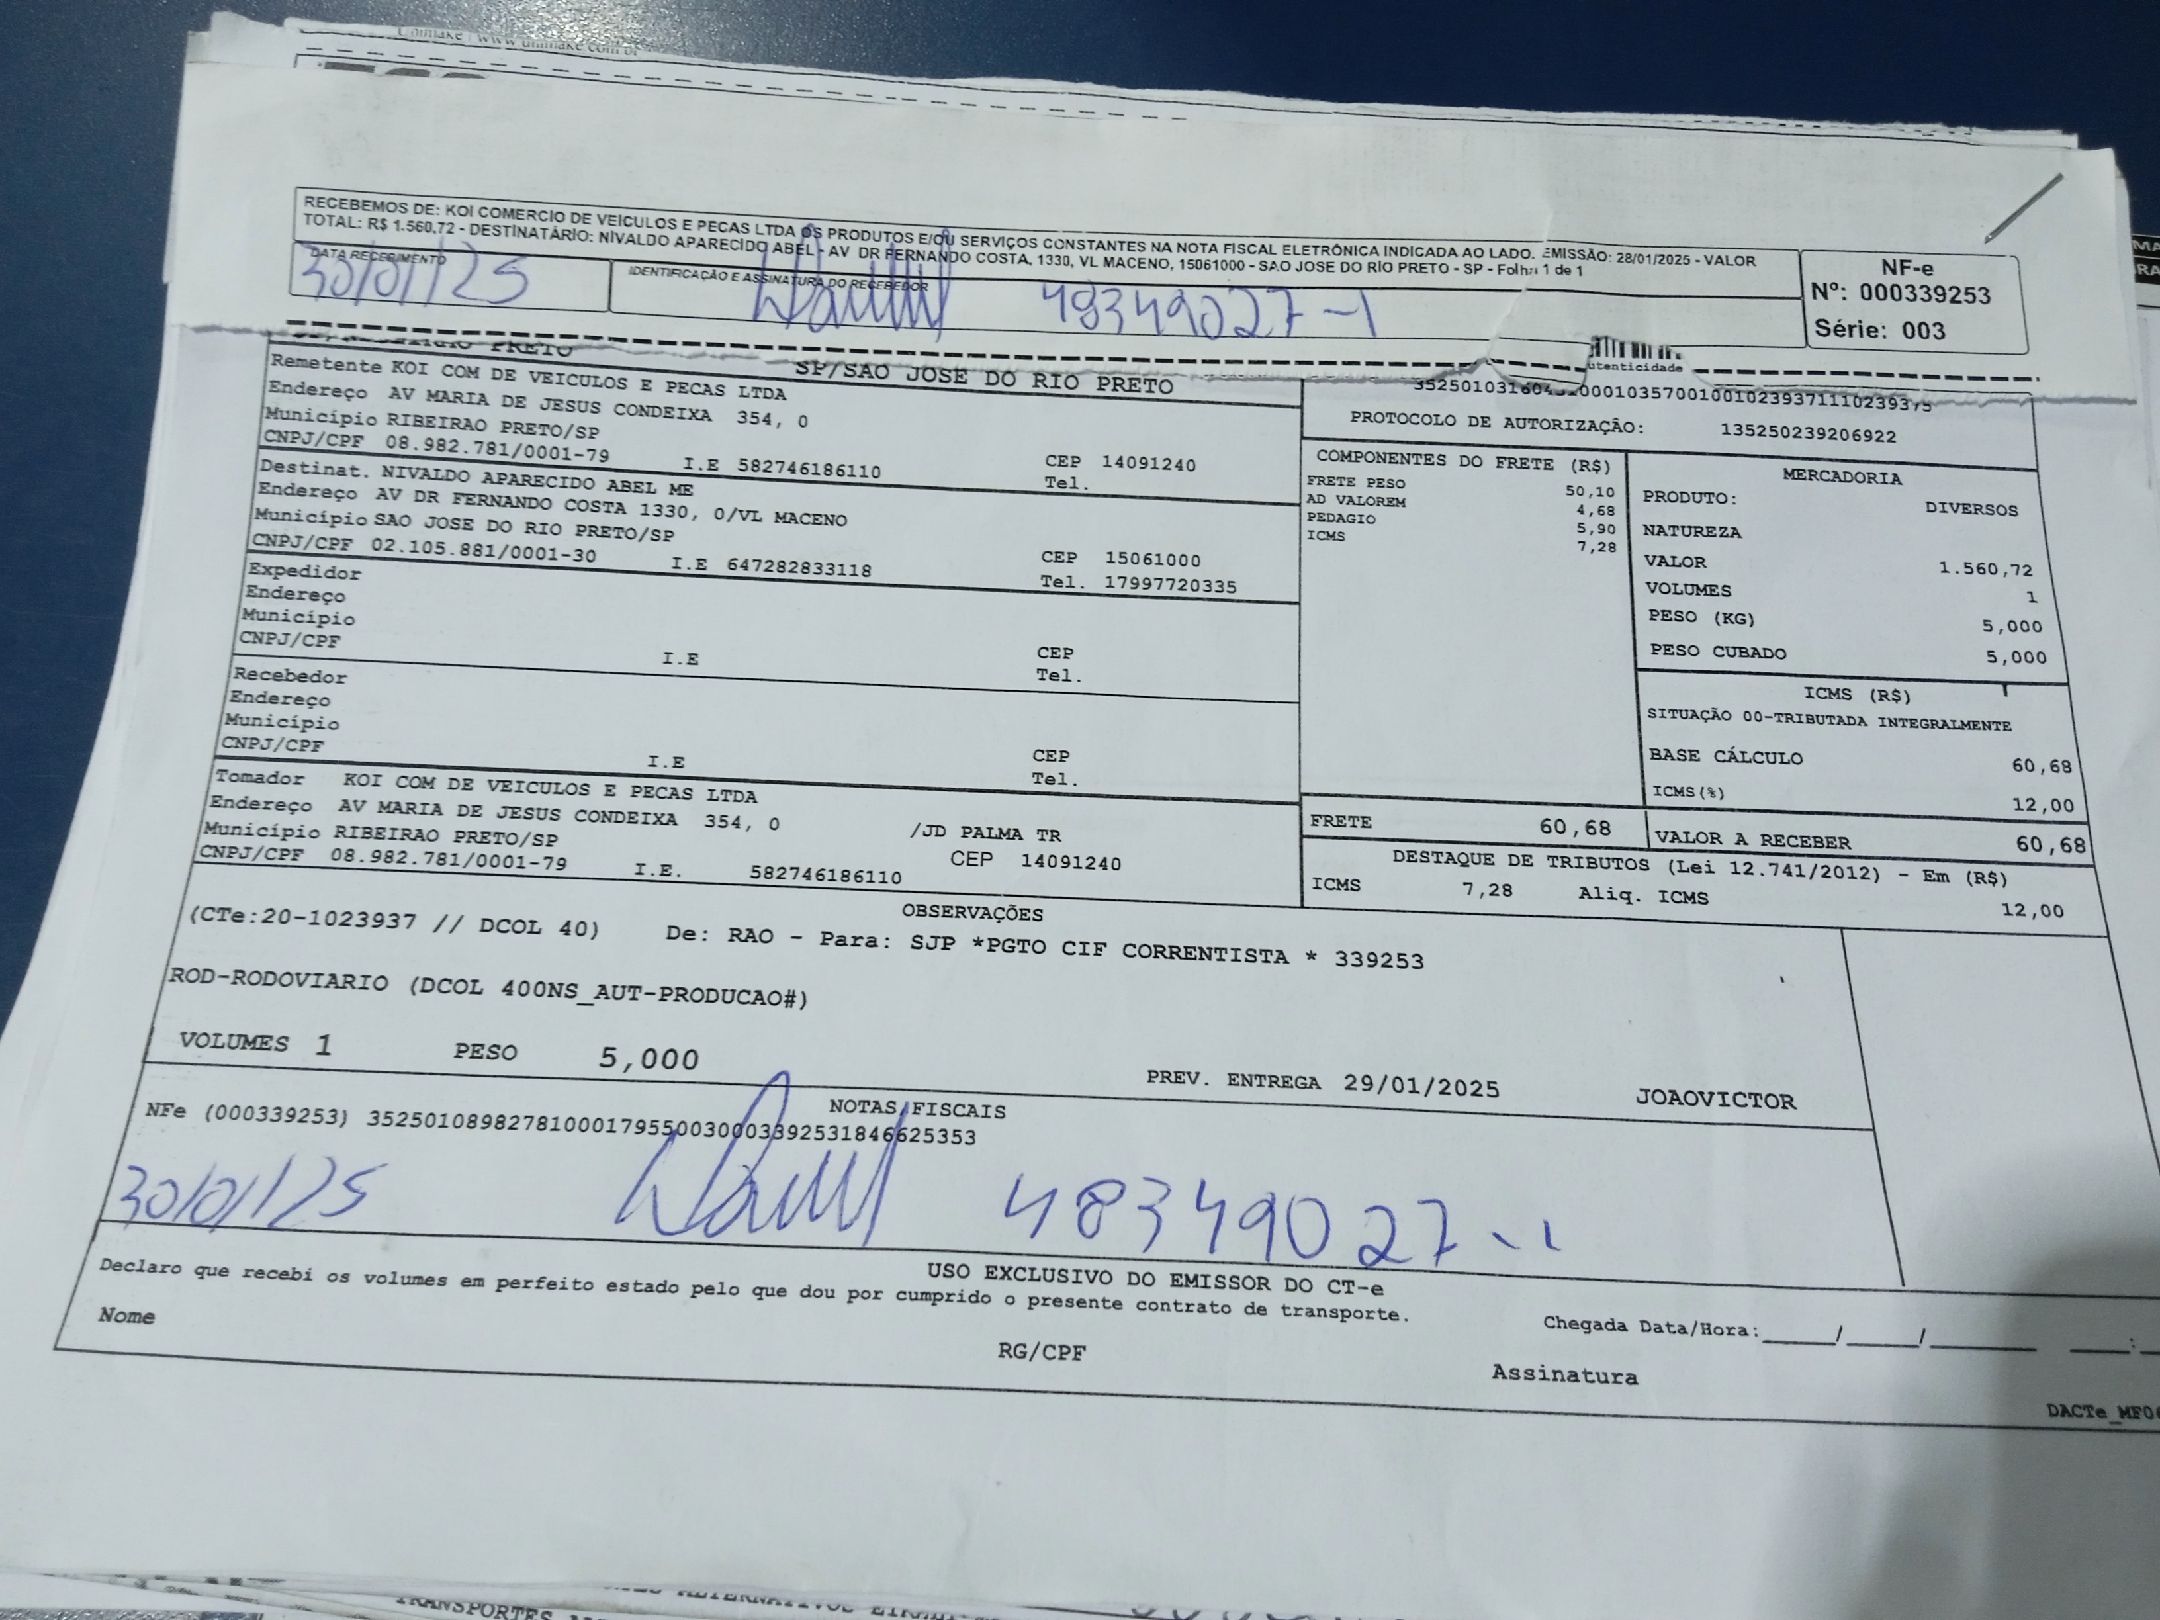 Unimake | www.unimake.com.br
RECEBEMOS DE: KOI COMERCIO DE VEICULOS E PECAS LTDA OS PRODUTOS E/OU SERVIÇOS CONSTANTES NA NOTA FISCAL ELETRÔNICA INDICADA AO LADO. EMISSÃO: 28/01/2025 - VALOR
TOTAL: R$ 1.560,72 - DESTINATÁRIO: NIVALDO APARECIDO ABEL - AV DR FERNANDO COSTA, 1330, VL MACENO, 15061000 - SAO JOSE DO RIO PRETO - SP - Folha 1 de 1
DATA RECEBIMENTO
30/01/25
IDENTIFICAÇÃO E ASSINATURA DO RECEBEDOR
48349027-1
NF-e
Nº: 000339253
Série: 003
PRETO
SP/SAO JOSE DO RIO PRETO
utenticidade
Remetente KOI COM DE VEICULOS E PECAS LTDA
Endereço AV MARIA DE JESUS CONDEIXA 354, 0
Município RIBEIRAO PRETO/SP
CEP 14091240
CNPJ/CPF 08.982.781/0001-79 I.E 582746186110 Tel.
Destinat. NIVALDO APARECIDO ABEL ME
Endereço AV DR FERNANDO COSTA 1330, 0/VL MACENO
Município SAO JOSE DO RIO PRETO/SP
CEP 15061000
CNPJ/CPF 02.105.881/0001-30 I.E 647282833118 Tel. 17997720335
Expedidor
Endereço
Município
CEP
CNPJ/CPF I.E Tel.
Recebedor
Endereço
Município
CEP
CNPJ/CPF I.E Tel.
Tomador KOI COM DE VEICULOS E PECAS LTDA
Endereço AV MARIA DE JESUS CONDEIXA 354, 0 /JD PALMA TR
Município RIBEIRAO PRETO/SP CEP 14091240
CNPJ/CPF 08.982.781/0001-79 I.E. 582746186110
PROTOCOLO DE AUTORIZAÇÃO: 135250239206922
COMPONENTES DO FRETE (R$)
FRETE PESO 50,10
AD VALOREM 4,68
PEDAGIO 5,90
ICMS 7,28
MERCADORIA
PRODUTO: DIVERSOS
NATUREZA
VALOR 1.560,72
VOLUMES 1
PESO (KG) 5,000
PESO CUBADO 5,000
ICMS (R$)
SITUAÇÃO 00-TRIBUTADA INTEGRALMENTE
BASE CÁLCULO 60,68
ICMS(%) 12,00
FRETE 60,68 VALOR A RECEBER 60,68
DESTAQUE DE TRIBUTOS (Lei 12.741/2012) - Em (R$)
ICMS 7,28 Aliq. ICMS 12,00
OBSERVAÇÕES
(CTe:20-1023937 // DCOL 40) De: RAO - Para: SJP *PGTO CIF CORRENTISTA * 339253
ROD-RODOVIARIO (DCOL 400NS_AUT-PRODUCAO#)
VOLUMES 1 PESO 5,000 PREV. ENTREGA 29/01/2025 JOAOVICTOR
NOTAS FISCAIS
NFe (000339253) 35250108982781000179550030003392531846625353
30/01/25 48349027-1
USO EXCLUSIVO DO EMISSOR DO CT-e
Declaro que recebi os volumes em perfeito estado pelo que dou por cumprido o presente contrato de transporte.
Chegada Data/Hora:_____/_____/_______ ____:_
Nome RG/CPF Assinatura
DACTe_MF06